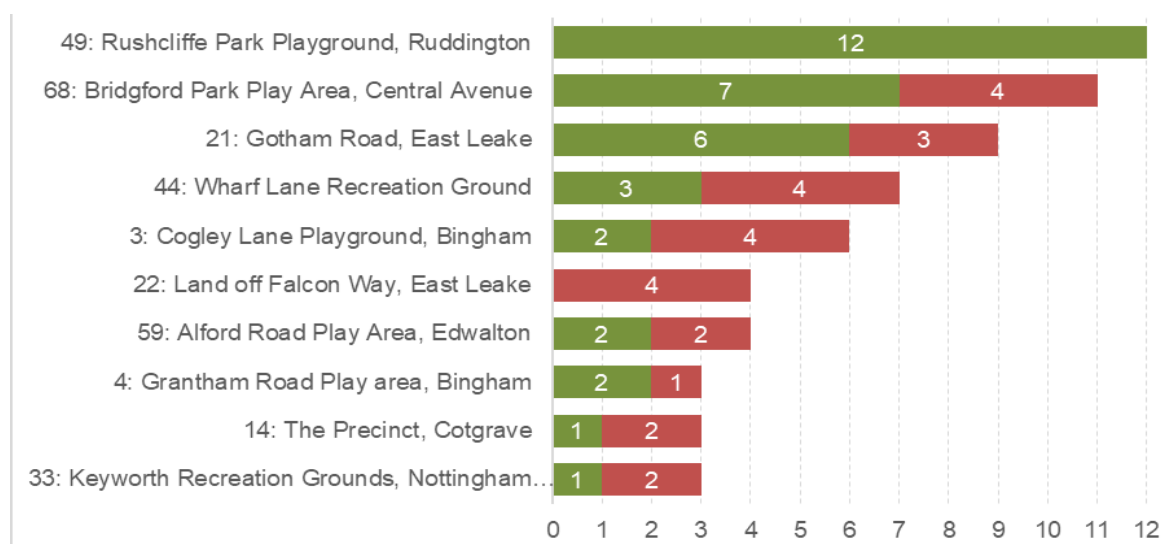 49: Rushcliffe Park Playground, Ruddington 12
68: Bridgford Park Play Area, Central Avenue 7 4
21: Gotham Road, East Leake 6 3
44: Wharf Lane Recreation Ground 3 4
3: Cogley Lane Playground, Bingham 2 4
22: Land off Falcon Way, East Leake 4
59: Alford Road Play Area, Edwalton 2 2
4: Grantham Road Play area, Bingham 2 1
14: The Precinct, Cotgrave 1 2
33: Keyworth Recreation Grounds, Nottingham... 1 2
0 1 2 3 4 5 6 7 8 9 10 11 12